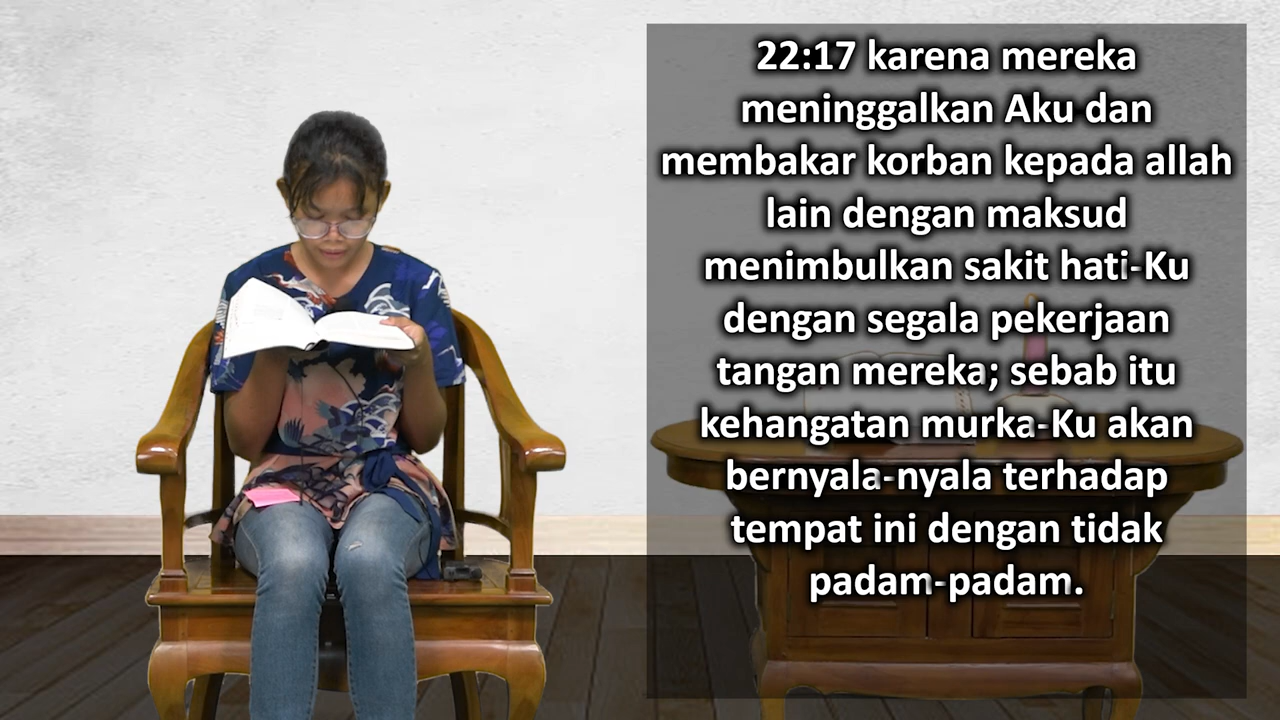 22:17 karena mereka
meninggalkan Aku dan
membakar korban kepada allah
lain dengan maksud
menimbulkan sakit hati-Ku
dengan segala pekerjaan
tangan mereka; sebab itu
kehangatan murka-Ku akan
bernyala-nyala terhadap
tempat ini dengan tidak
padam-padam.